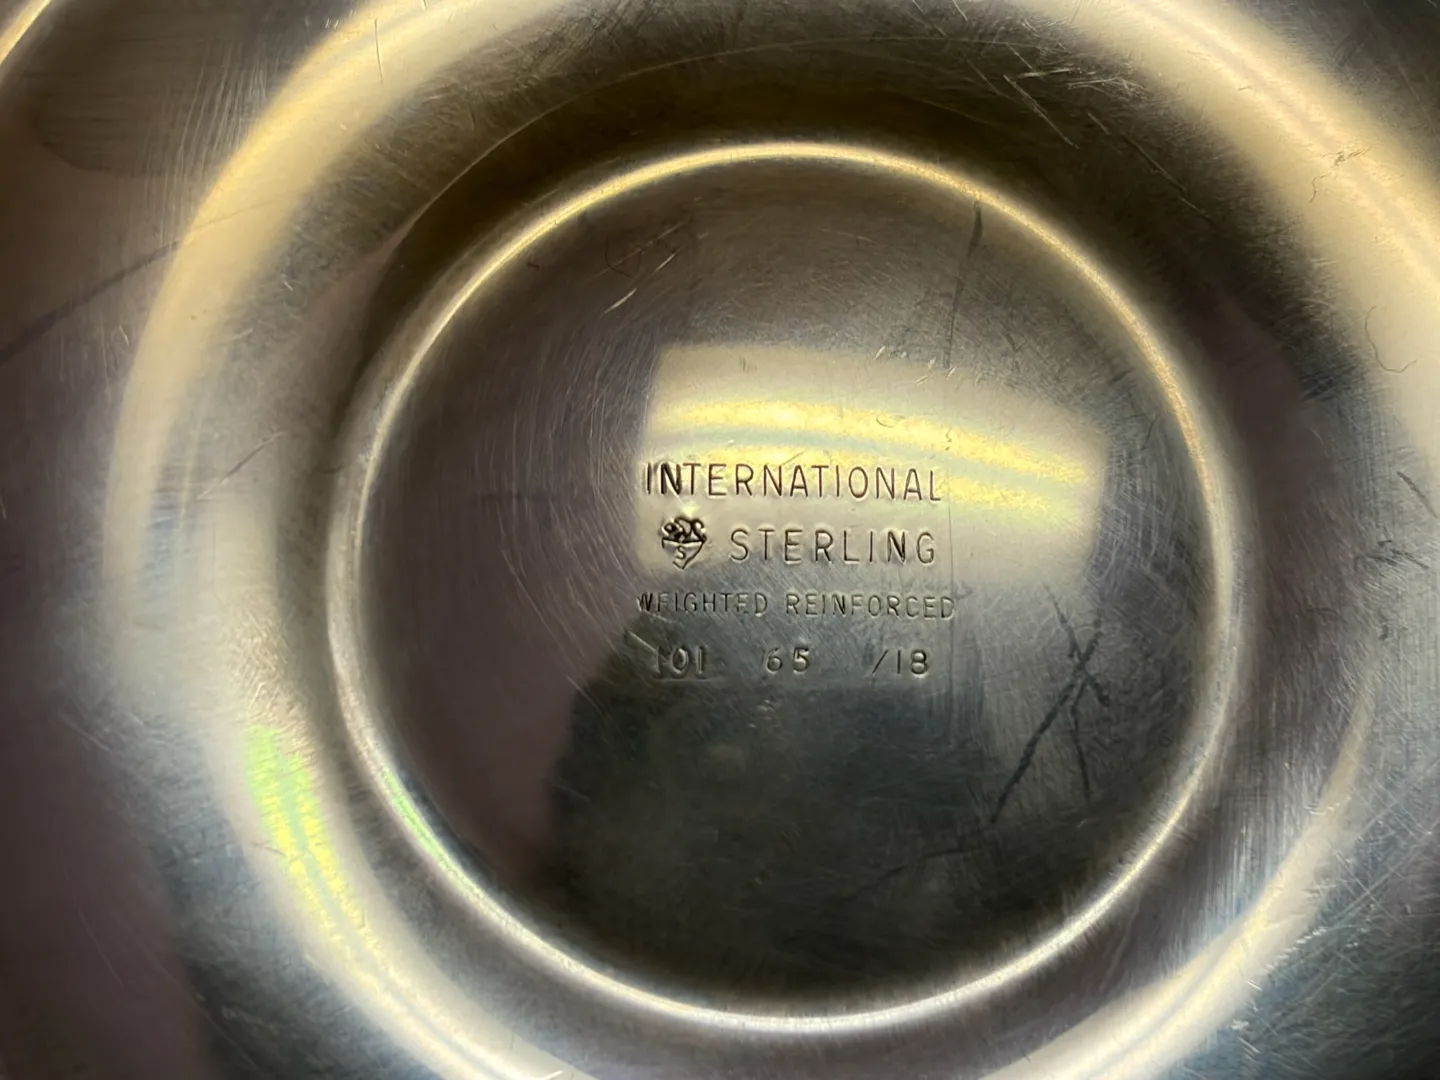 INTERNATIONAL
S STERLING
WEIGHTED REINFORCED
101 65 /18